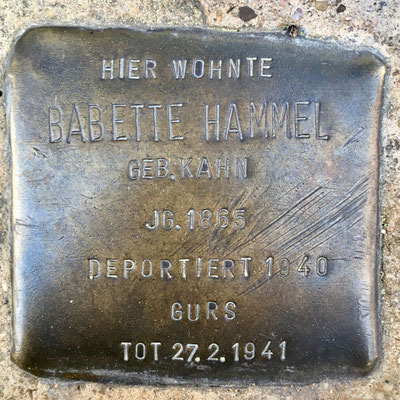 HIER WOHNTE
BABETTE HAMMEL
GEB. KAHN
JG. 1865
DEPORTIERT 1940
GURS
TOT 27.2.1941